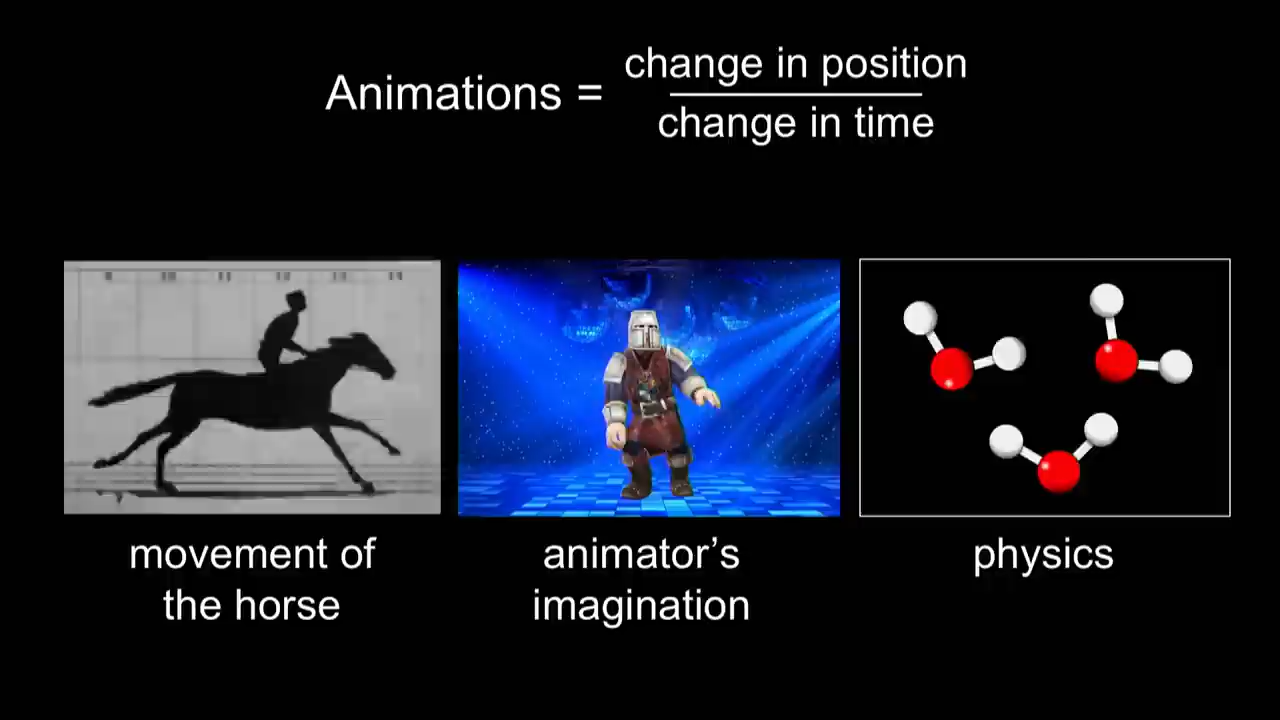 Animations = change in position
change in time
movement of
the horse
animator’s
imagination
physics